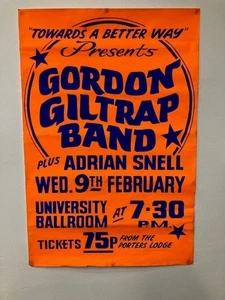 "TOWARDS A BETTER WAY"
Presents
GORDON
GILTRAP
BAND
PLUS ADRIAN SNELL
WED. 9TH FEBRUARY
UNIVERSITY
BALLROOM AT 7·30 P.M.
TICKETS 75p FROM THE PORTERS LODGE